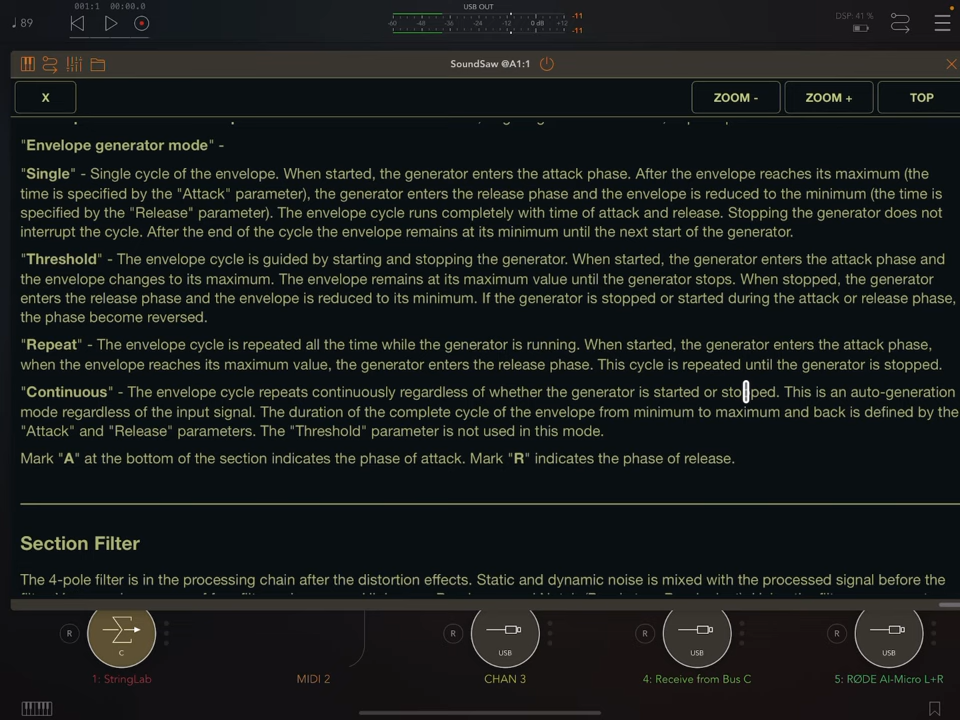 USB OUT
001:1 00:00.0
89
-60 -48 -36 -24 -12 0 dB +12
-11
-11
DSP: 41 %
SoundSaw @A1:1
X
ZOOM -
ZOOM +
TOP
"Envelope generator mode" -
"Single" - Single cycle of the envelope. When started, the generator enters the attack phase. After the envelope reaches its maximum (the
time is specified by the "Attack" parameter), the generator enters the release phase and the envelope is reduced to the minimum (the time is
specified by the "Release" parameter). The envelope cycle runs completely with time of attack and release. Stopping the generator does not
interrupt the cycle. After the end of the cycle the envelope remains at its minimum until the next start of the generator.
"Threshold" - The envelope cycle is guided by starting and stopping the generator. When started, the generator enters the attack phase and
the envelope changes to its maximum. The envelope remains at its maximum value until the generator stops. When stopped, the generator
enters the release phase and the envelope is reduced to its minimum. If the generator is stopped or started during the attack or release phase,
the phase become reversed.
"Repeat" - The envelope cycle is repeated all the time while the generator is running. When started, the generator enters the attack phase,
when the envelope reaches its maximum value, the generator enters the release phase. This cycle is repeated until the generator is stopped.
"Continuous" - The envelope cycle repeats continuously regardless of whether the generator is started or stopped. This is an auto-generation
mode regardless of the input signal. The duration of the complete cycle of the envelope from minimum to maximum and back is defined by the
"Attack" and "Release" parameters. The "Threshold" parameter is not used in this mode.
Mark "A" at the bottom of the section indicates the phase of attack. Mark "R" indicates the phase of release.
Section Filter
The 4-pole filter is in the processing chain after the distortion effects. Static and dynamic noise is mixed with the processed signal before the
R
C
R
USB
R
USB
R
USB
1: StringLab
MIDI 2
CHAN 3
4: Receive from Bus C
5: RØDE AI-Micro L+R